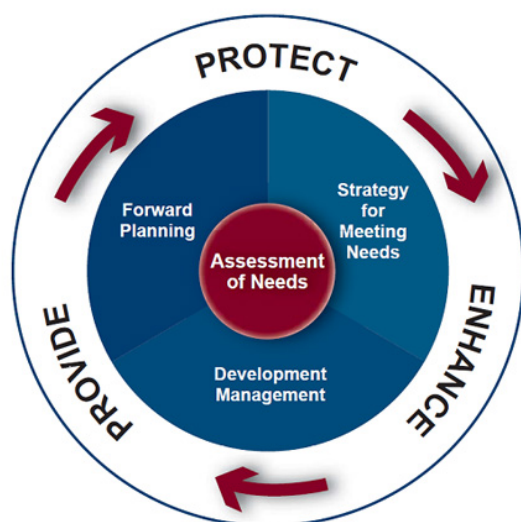 PROTECT
Forward
Planning
Strategy
for
Meeting
Needs
Assessment
of Needs
Development
Management
ENHANCE
PROVIDE